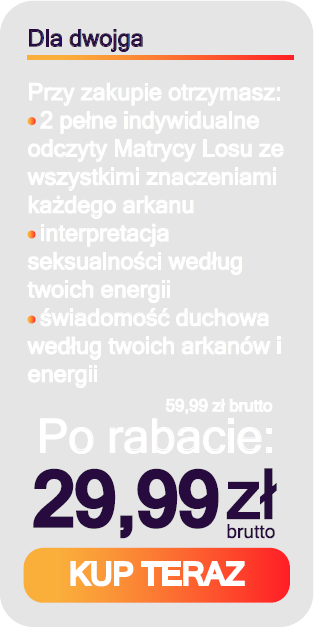 Dla dwojga
Przy zakupie otrzymasz:
• 2 pełne indywidualne
odczyty Matrycy Losu ze
wszystkimi znaczeniami
każdego arkanu
• interpretacja
seksualności według
twoich energii
• świadomość duchowa
według twoich arkanów i
energii
59,99 zł brutto
Po rabacie:
29,99 zł
brutto
KUP TERAZ